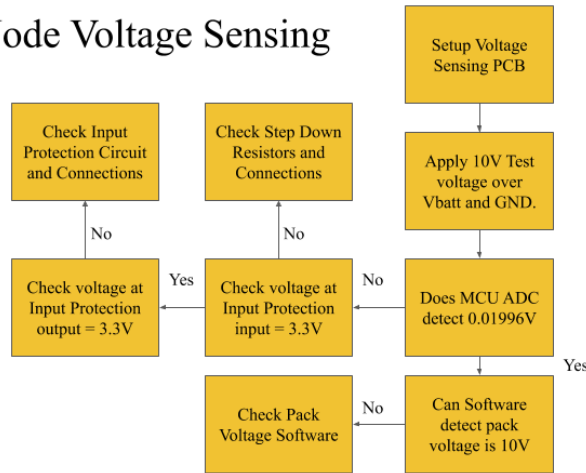 Node Voltage Sensing
Setup Voltage
Sensing PCB
Check Input
Protection Circuit
and Connections
Check Step Down
Resistors and
Connections
Apply 10V Test
voltage over
Vbatt and GND.
No
No
Check voltage at
Input Protection
output = 3.3V
Yes
Check voltage at
Input Protection
input = 3.3V
No
Does MCU ADC
detect 0.01996V
Yes
Check Pack
Voltage Software
No
Can Software
detect pack
voltage is 10V